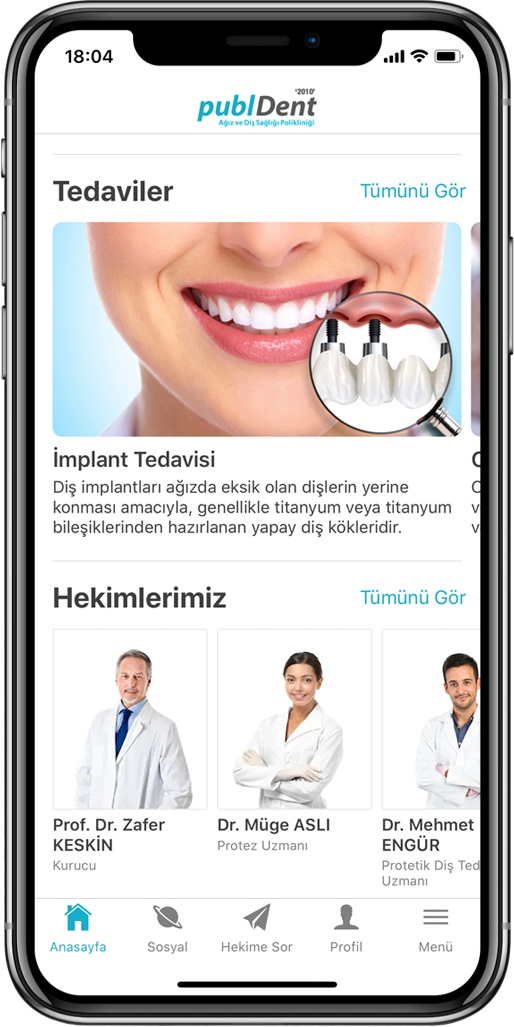 18:04
publDent
'2010'
Ağız ve Diş Sağlığı Polikliniği
Tedaviler
Tümünü Gör
İmplant Tedavisi
Diş implantları ağızda eksik olan dişlerin yerine
konması amacıyla, genellikle titanyum veya titanyum
bileşiklerinden hazırlanan yapay diş kökleridir.
Hekimlerimiz
Tümünü Gör
Prof. Dr. Zafer
KESKİN
Kurucu
Dr. Müge ASLI
Protez Uzmanı
Dr. Mehmet
ENGÜR
Protetik Diş Ted
Uzmanı
Anasayfa
Sosyal
Hekime Sor
Profil
Menü